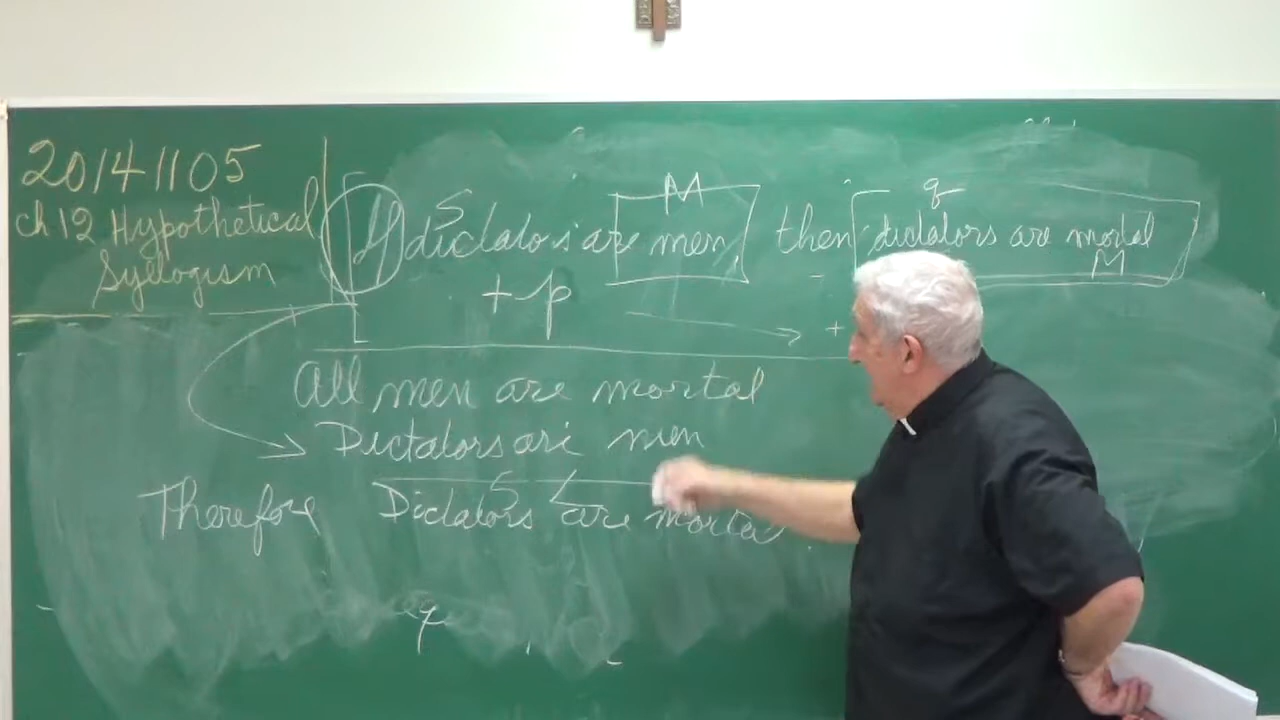 20141105
ch 12 Hypothetical
Syllogism
S M q
If dictators are men, then dictators are mortal
+ p + M
All men are mortal
Dictators are men
S
Therefore Dictators are mortal
q